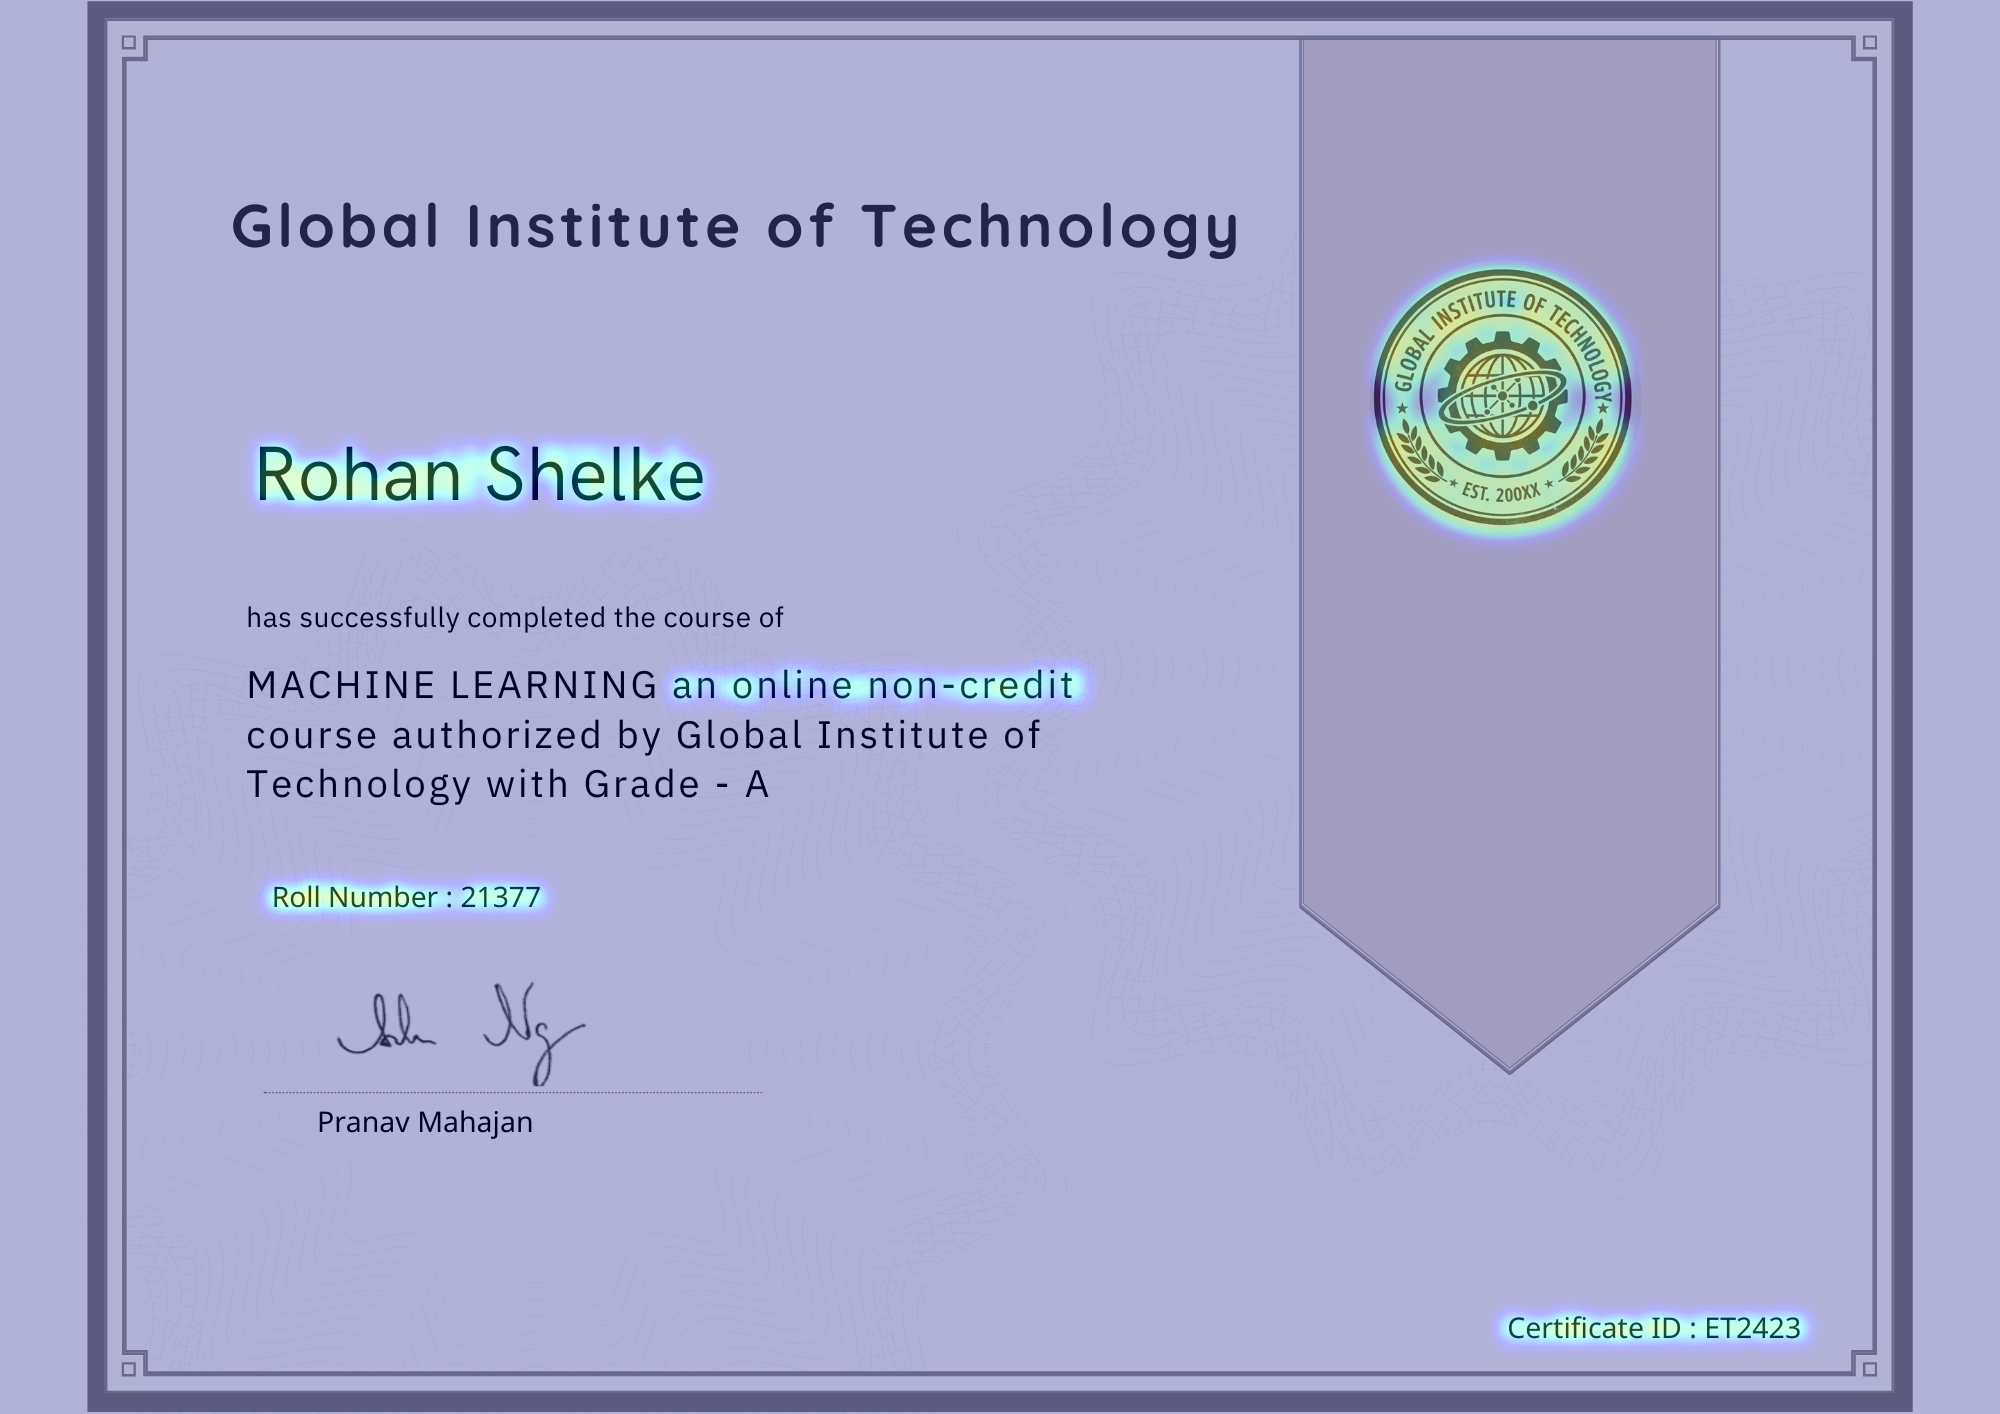 Global Institute of Technology
GLOBAL INSTITUTE OF TECHNOLOGY
EST. 200XX
Rohan Shelke
has successfully completed the course of
MACHINE LEARNING an online non-credit
course authorized by Global Institute of
Technology with Grade - A
Roll Number : 21377
Pranav Mahajan
Certificate ID : ET2423